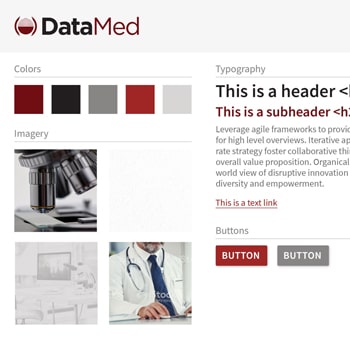 DataMed
Colors
Typography
This is a header <h
This is a subheader <h2
Leverage agile frameworks to provid
for high level overviews. Iterative ap
rate strategy foster collaborative thi
overall value proposition. Organical
world view of disruptive innovation
diversity and empowerment.
This is a text link
Imagery
Buttons
BUTTON
BUTTON